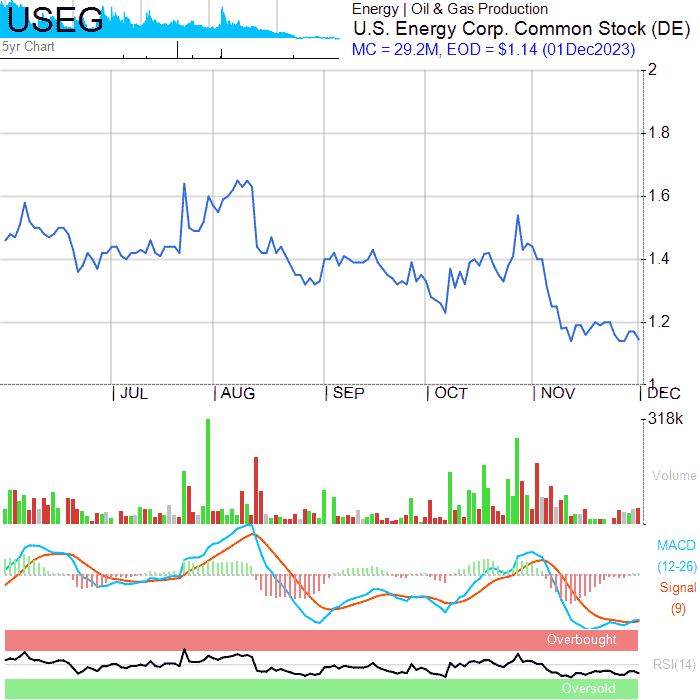 USEG
5yr Chart
Energy | Oil & Gas Production
U.S. Energy Corp. Common Stock (DE)
MC = 29.2M, EOD = $1.14 (01Dec2023)
2
1.8
1.6
1.4
1.2
1
JUL AUG SEP OCT NOV DEC
318k
Volume
MACD
(12-26)
Signal
(9)
Overbought
RSI(14)
Oversold